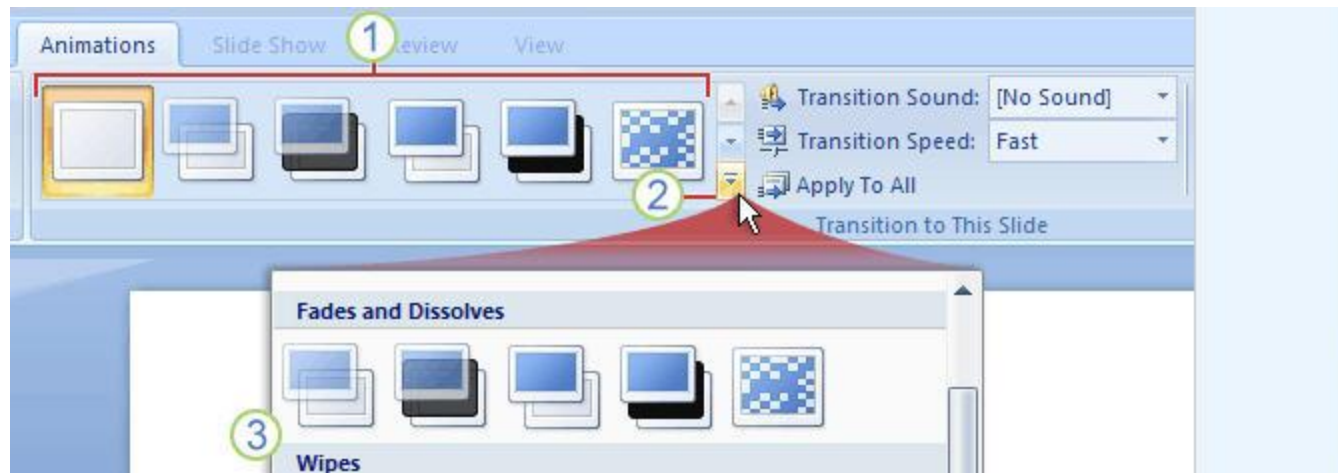 Animations Slide Show Review View
1
Transition Sound: [No Sound]
Transition Speed: Fast
2
Apply To All
Transition to This Slide
Fades and Dissolves
3
Wipes